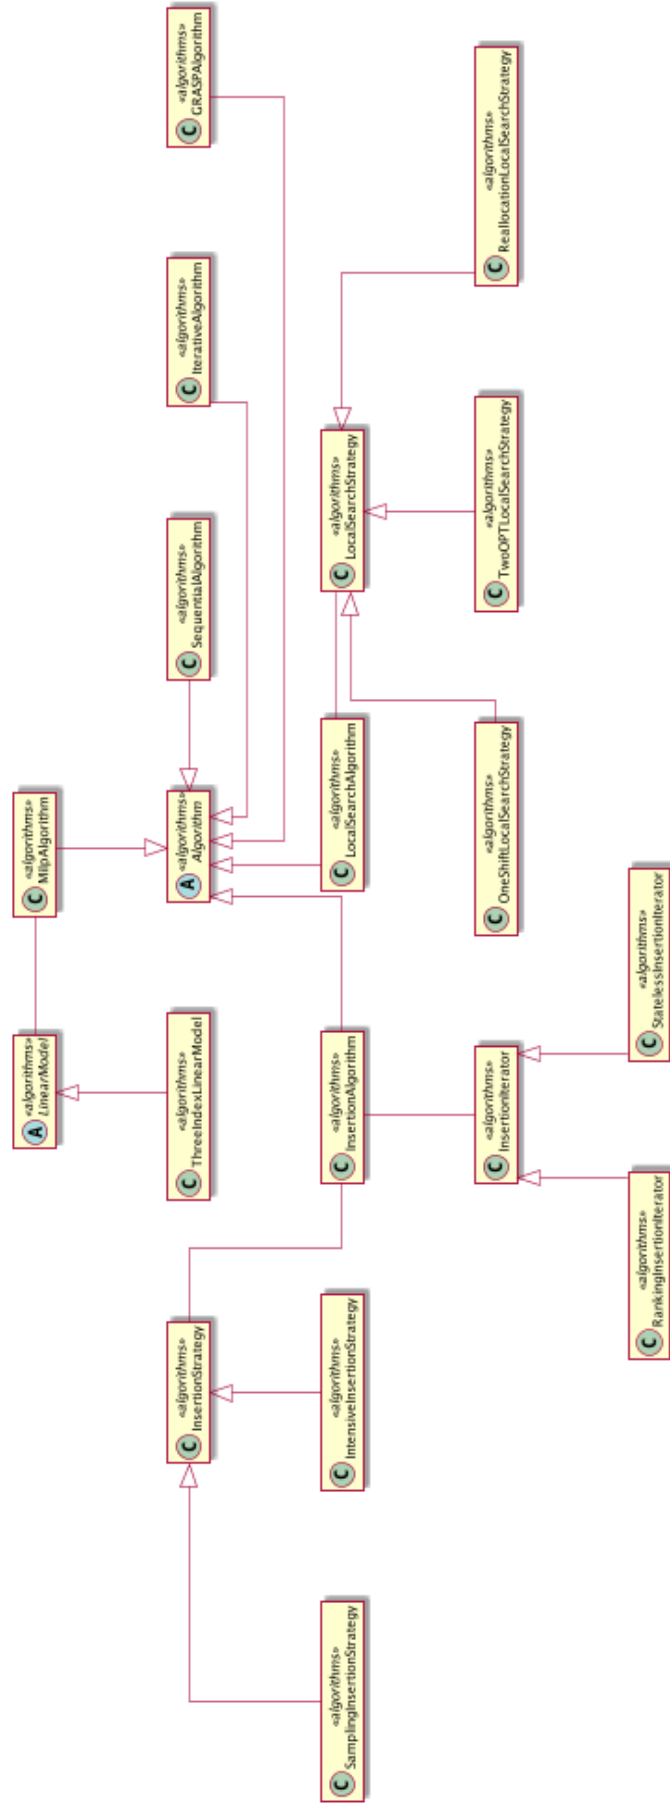 «algorithms»
LinearModel
«algorithms»
MilpAlgorithm
«algorithms»
InsertionStrategy
«algorithms»
ThreeIndexLinearModel
«algorithms»
Algorithm
«algorithms»
SequentialAlgorithm
«algorithms»
IterativeAlgorithm
«algorithms»
GRASPAlgorithm
«algorithms»
SamplingInsertionStrategy
«algorithms»
IntensiveInsertionStrategy
«algorithms»
InsertionAlgorithm
«algorithms»
LocalSearchAlgorithm
«algorithms»
LocalSearchStrategy
«algorithms»
InsertionIterator
«algorithms»
OneShiftLocalSearchStrategy
«algorithms»
TwoOPTLocalSearchStrategy
«algorithms»
ReallocationLocalSearchStrategy
«algorithms»
RankingInsertionIterator
«algorithms»
StatelessInsertionIterator
A
C
C
C
A
C
C
C
C
C
C
C
C
C
C
C
C
C
C